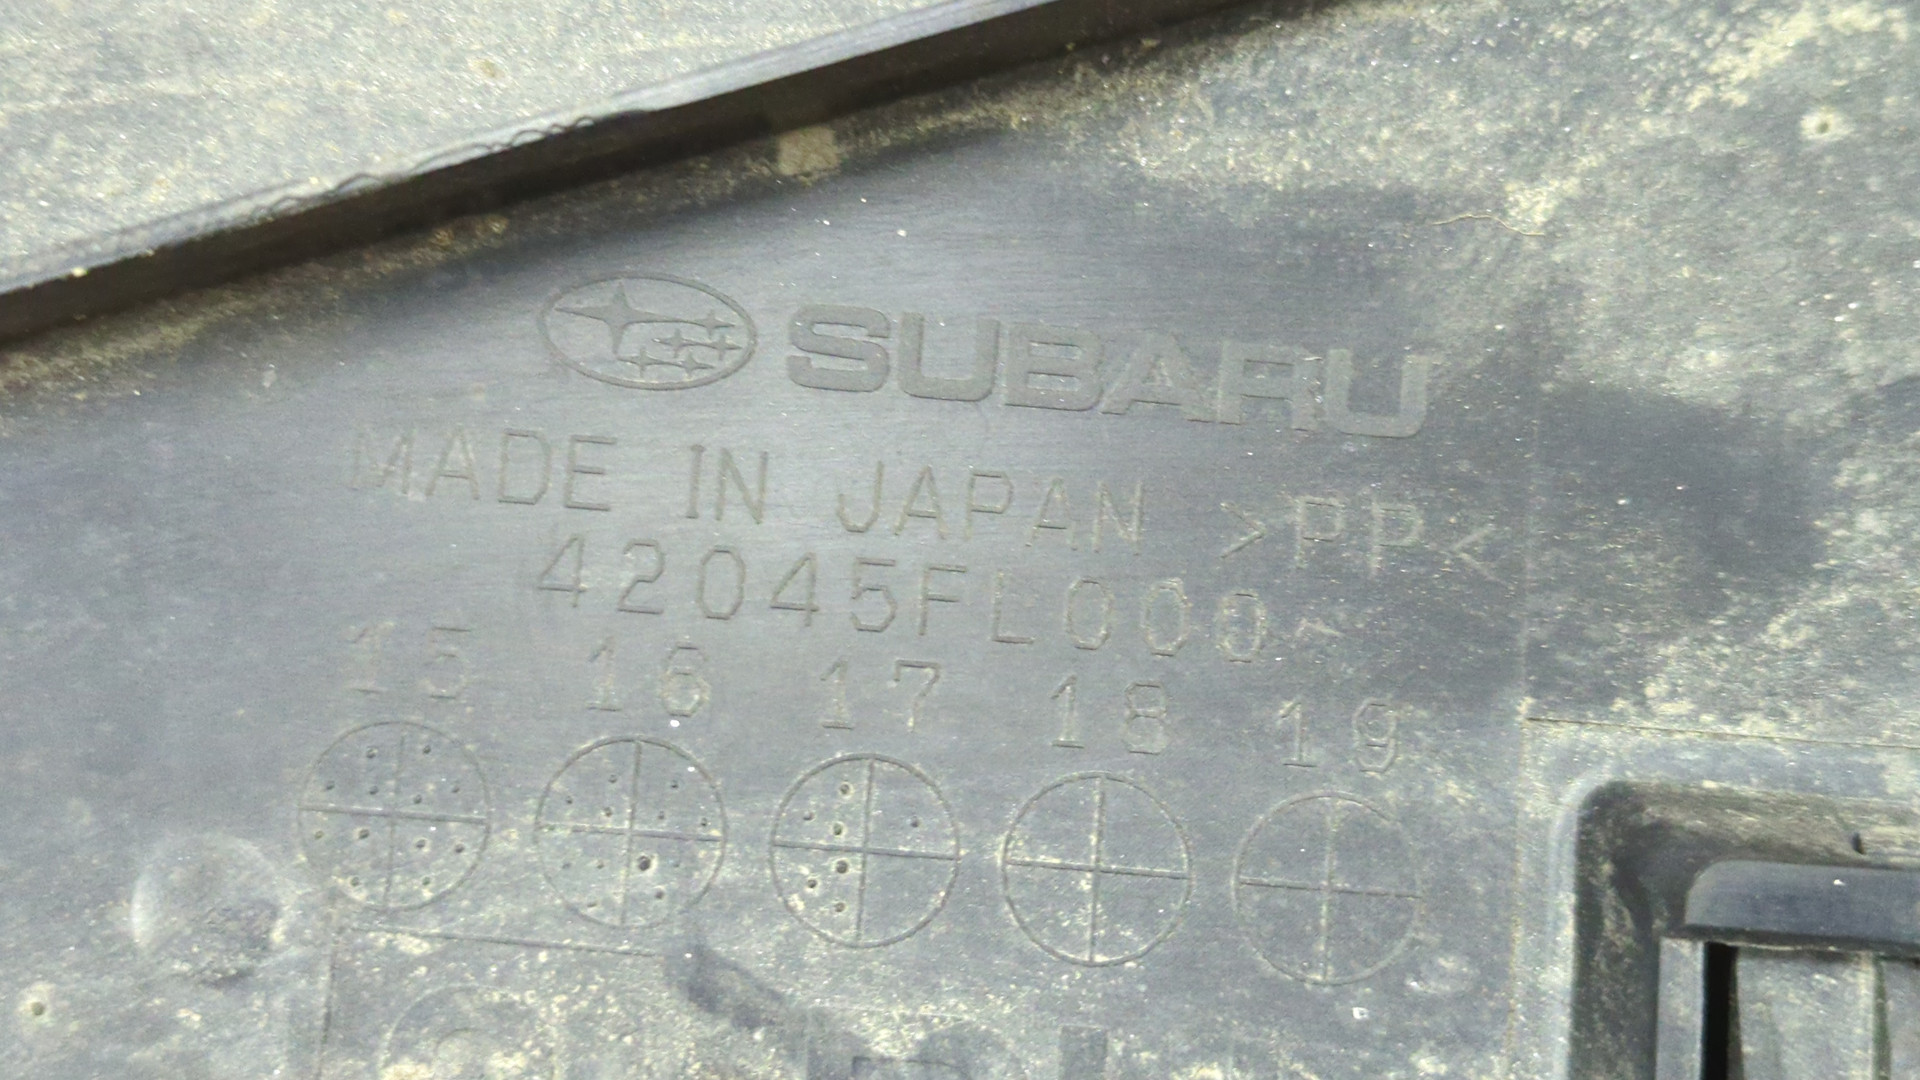 SUBARU
MADE IN JAPAN >PP<
42045FL000~
15 16 17 18 19